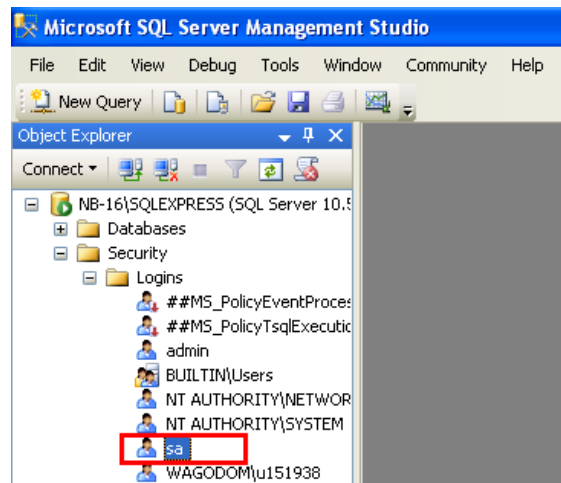 Microsoft SQL Server Management Studio
File Edit View Debug Tools Window Community Help
New Query
Object Explorer
Connect
NB-16\SQLEXPRESS (SQL Server 10.5
Databases
Security
Logins
##MS_PolicyEventProces
##MS_PolicyTsqlExecutio
admin
BUILTIN\Users
NT AUTHORITY\NETWOR
NT AUTHORITY\SYSTEM
sa
WAGODOM\u151938